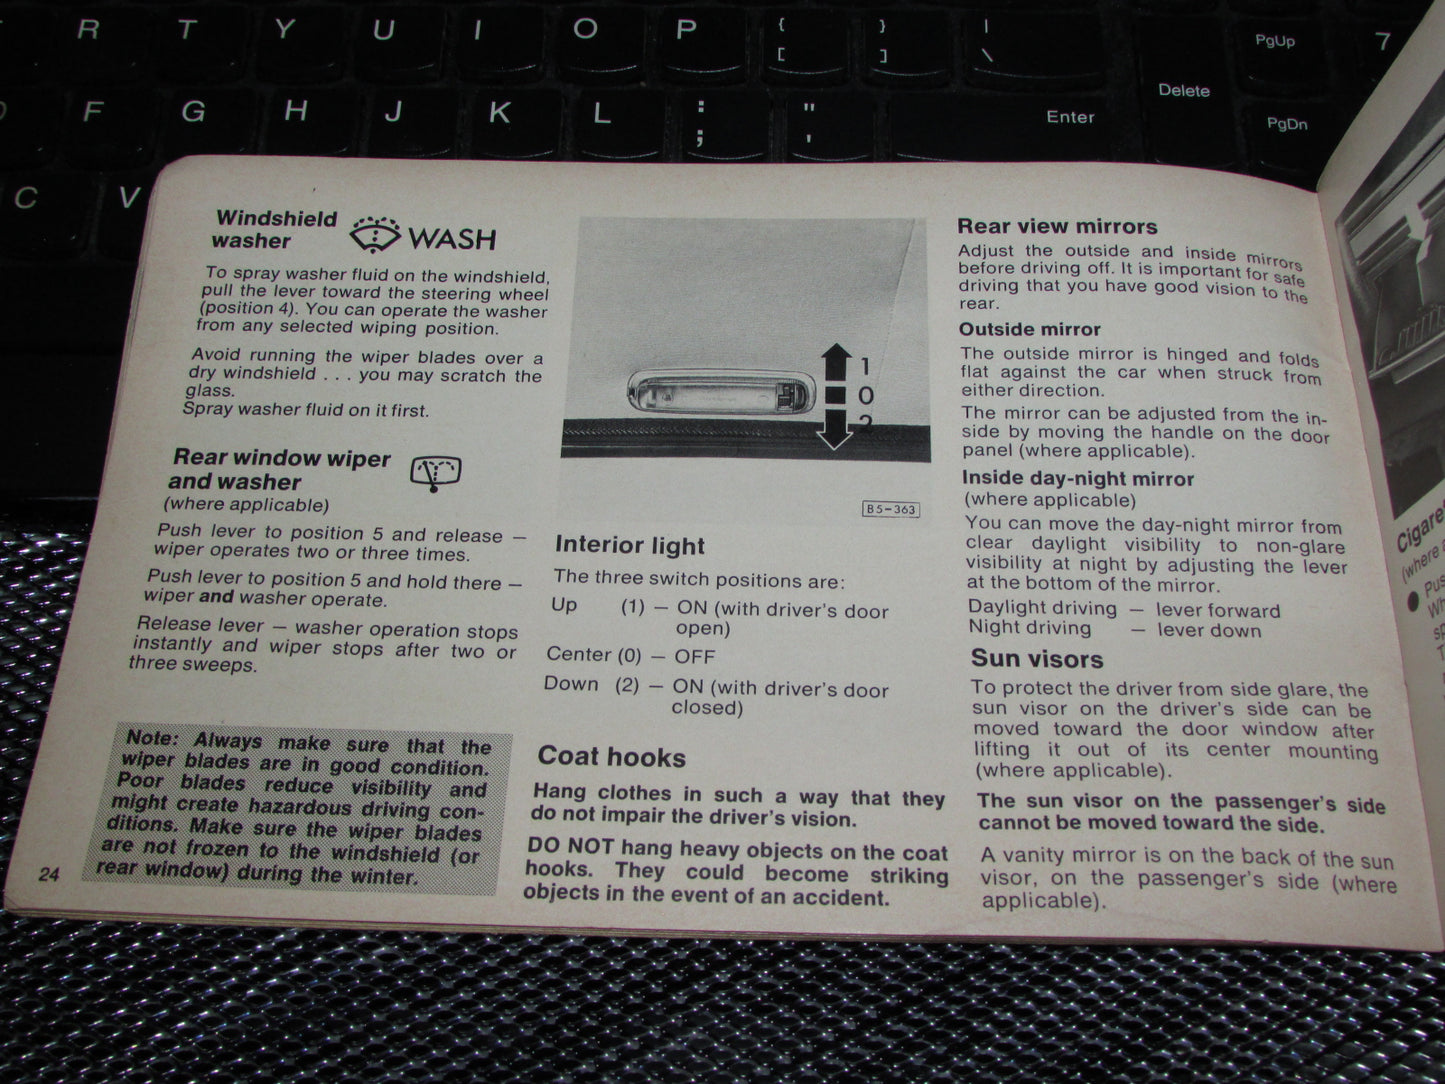 R T Y U I O P { [ } ] | \ PgUp 7
Delete
F G H J K L : ; " ' Enter PgDn
C V
Windshield
washer
WASH
To spray washer fluid on the windshield,
pull the lever toward the steering wheel
(position 4). You can operate the washer
from any selected wiping position.
Avoid running the wiper blades over a
dry windshield . . . you may scratch the
glass.
Spray washer fluid on it first.
Rear window wiper
and washer
(where applicable)
Push lever to position 5 and release —
wiper operates two or three times.
Push lever to position 5 and hold there —
wiper and washer operate.
Release lever — washer operation stops
instantly and wiper stops after two or
three sweeps.
Note: Always make sure that the
wiper blades are in good condition.
Poor blades reduce visibility and
might create hazardous driving con-
ditions. Make sure the wiper blades
are not frozen to the windshield (or
rear window) during the winter.
24
1
0
2
B5-363
Interior light
The three switch positions are:
Up (1) — ON (with driver's door
open)
Center (0) — OFF
Down (2) — ON (with driver's door
closed)
Coat hooks
Hang clothes in such a way that they
do not impair the driver's vision.
DO NOT hang heavy objects on the coat
hooks. They could become striking
objects in the event of an accident.
Rear view mirrors
Adjust the outside and inside mirrors
before driving off. It is important for safe
driving that you have good vision to the
rear.
Outside mirror
The outside mirror is hinged and folds
flat against the car when struck from
either direction.
The mirror can be adjusted from the in-
side by moving the handle on the door
panel (where applicable).
Inside day-night mirror
(where applicable)
You can move the day-night mirror from
clear daylight visibility to non-glare
visibility at night by adjusting the lever
at the bottom of the mirror.
Daylight driving — lever forward
Night driving — lever down
Sun visors
To protect the driver from side glare, the
sun visor on the driver's side can be
moved toward the door window after
lifting it out of its center mounting
(where applicable).
The sun visor on the passenger's side
cannot be moved toward the side.
A vanity mirror is on the back of the sun
visor, on the passenger's side (where
applicable).
(where